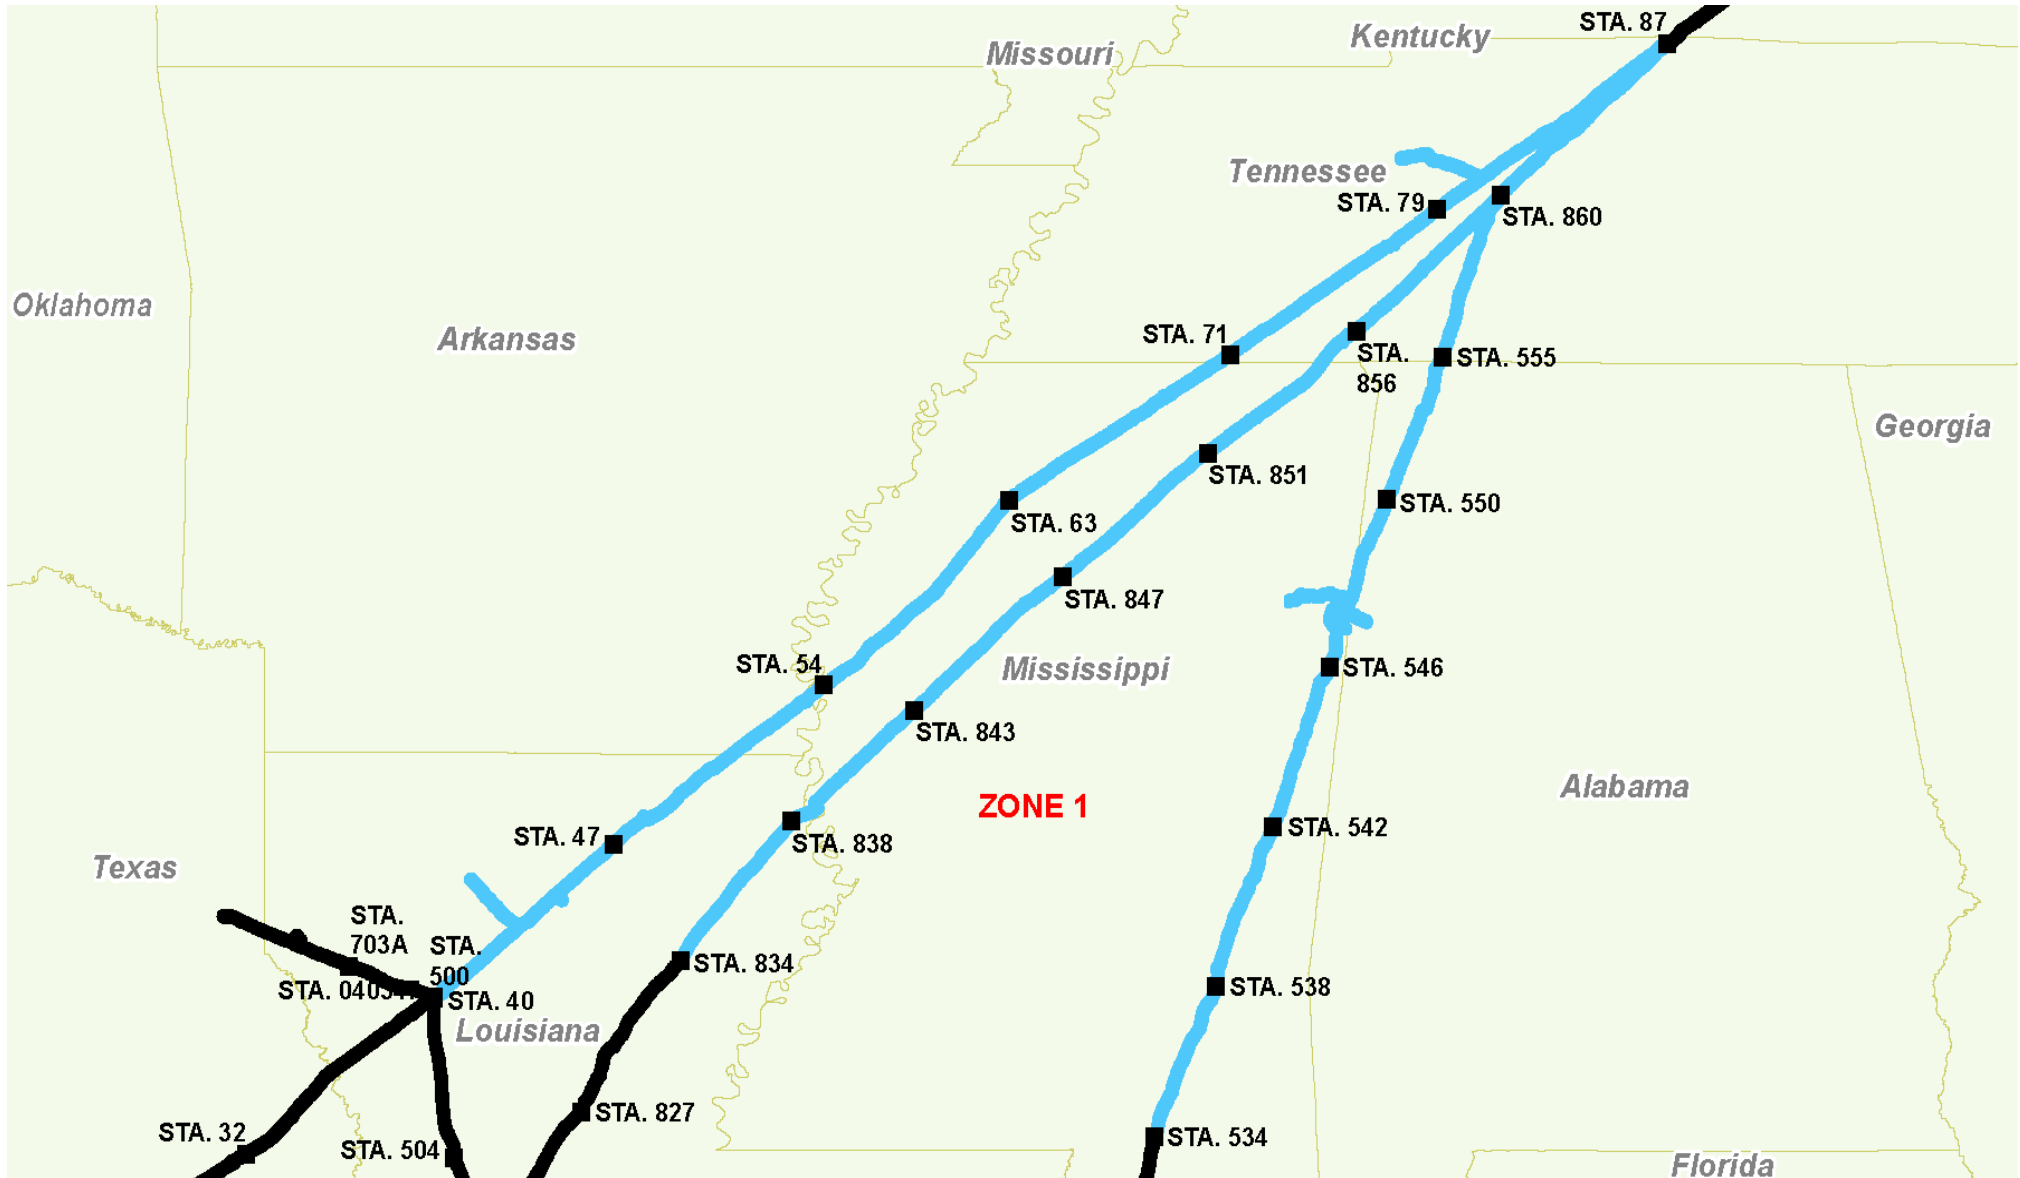 STA. 87
Kentucky
Missouri
Tennessee
STA. 79
STA. 860
Oklahoma
Arkansas
STA. 71
STA.
856
STA. 555
Georgia
STA. 851
STA. 550
STA. 63
STA. 847
STA. 54
Mississippi
STA. 546
STA. 843
Alabama
ZONE 1
STA. 47
STA. 838
STA. 542
Texas
STA.
703A
STA.
500
STA. 834
STA. 538
STA. 40
Louisiana
STA. 827
STA. 32
STA. 504
STA. 534
Florida